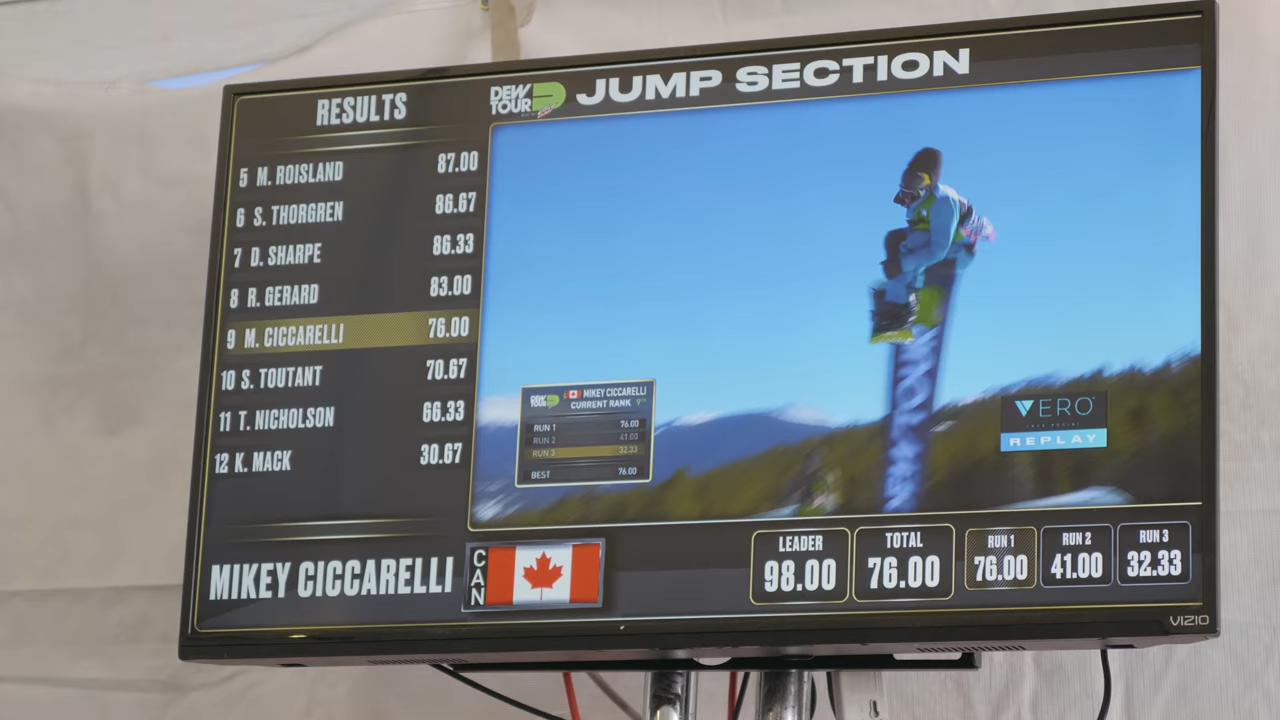 RESULTS
DEW TOUR
JUMP SECTION
5 M. ROISLAND 87.00
6 S. THORGREN 86.67
7 D. SHARPE 86.33
8 R. GERARD 83.00
9 M. CICCARELLI 76.00
10 S. TOUTANT 70.67
11 T. NICHOLSON 66.33
12 K. MACK 30.67
DEW TOUR
MIKEY CICCARELLI
CURRENT RANK 9TH
RUN 1 76.00
RUN 2 41.00
RUN 3 32.33
BEST 76.00
VERO
REPLAY
MIKEY CICCARELLI
CAN
LEADER 98.00
TOTAL 76.00
RUN 1 76.00
RUN 2 41.00
RUN 3 32.33
VIZIO